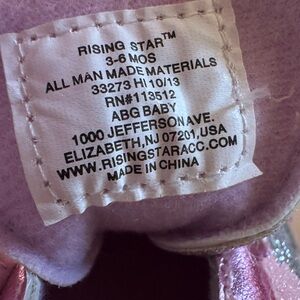 RISING STAR™
3-6 MOS
ALL MAN MADE MATERIALS
33273 HI 10/13
RN#113512
ABG BABY
1000 JEFFERSON AVE.
ELIZABETH, NJ 07201, USA
WWW.RISINGSTARACC.COM
MADE IN CHINA